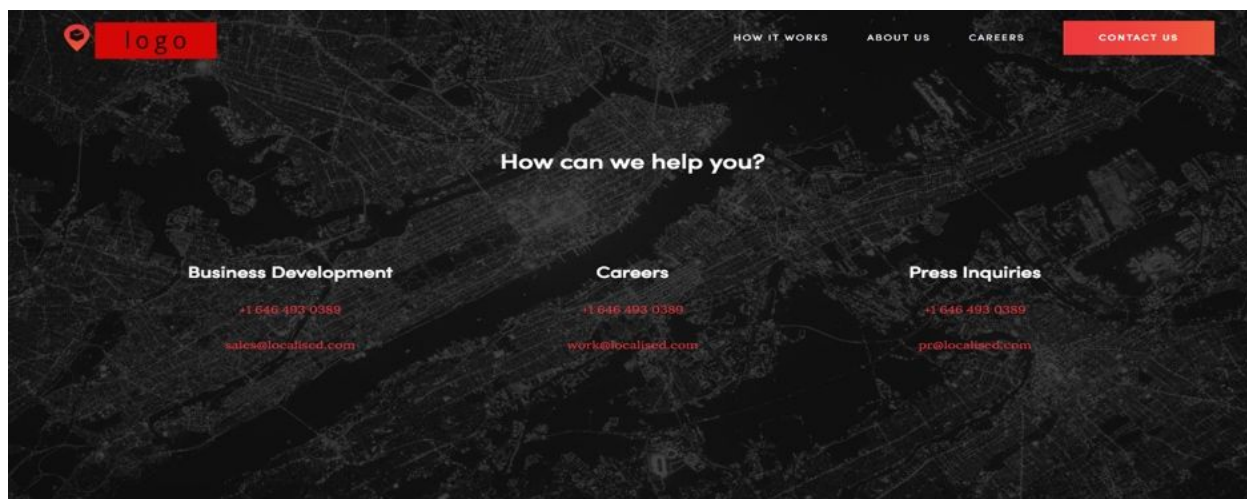 logo
HOW IT WORKS ABOUT US CAREERS CONTACT US
How can we help you?
Business Development Careers Press Inquiries
+1 646 493 0389 +1 646 493 0389 +1 646 493 0389
sales@localised.com work@localised.com pr@localised.com